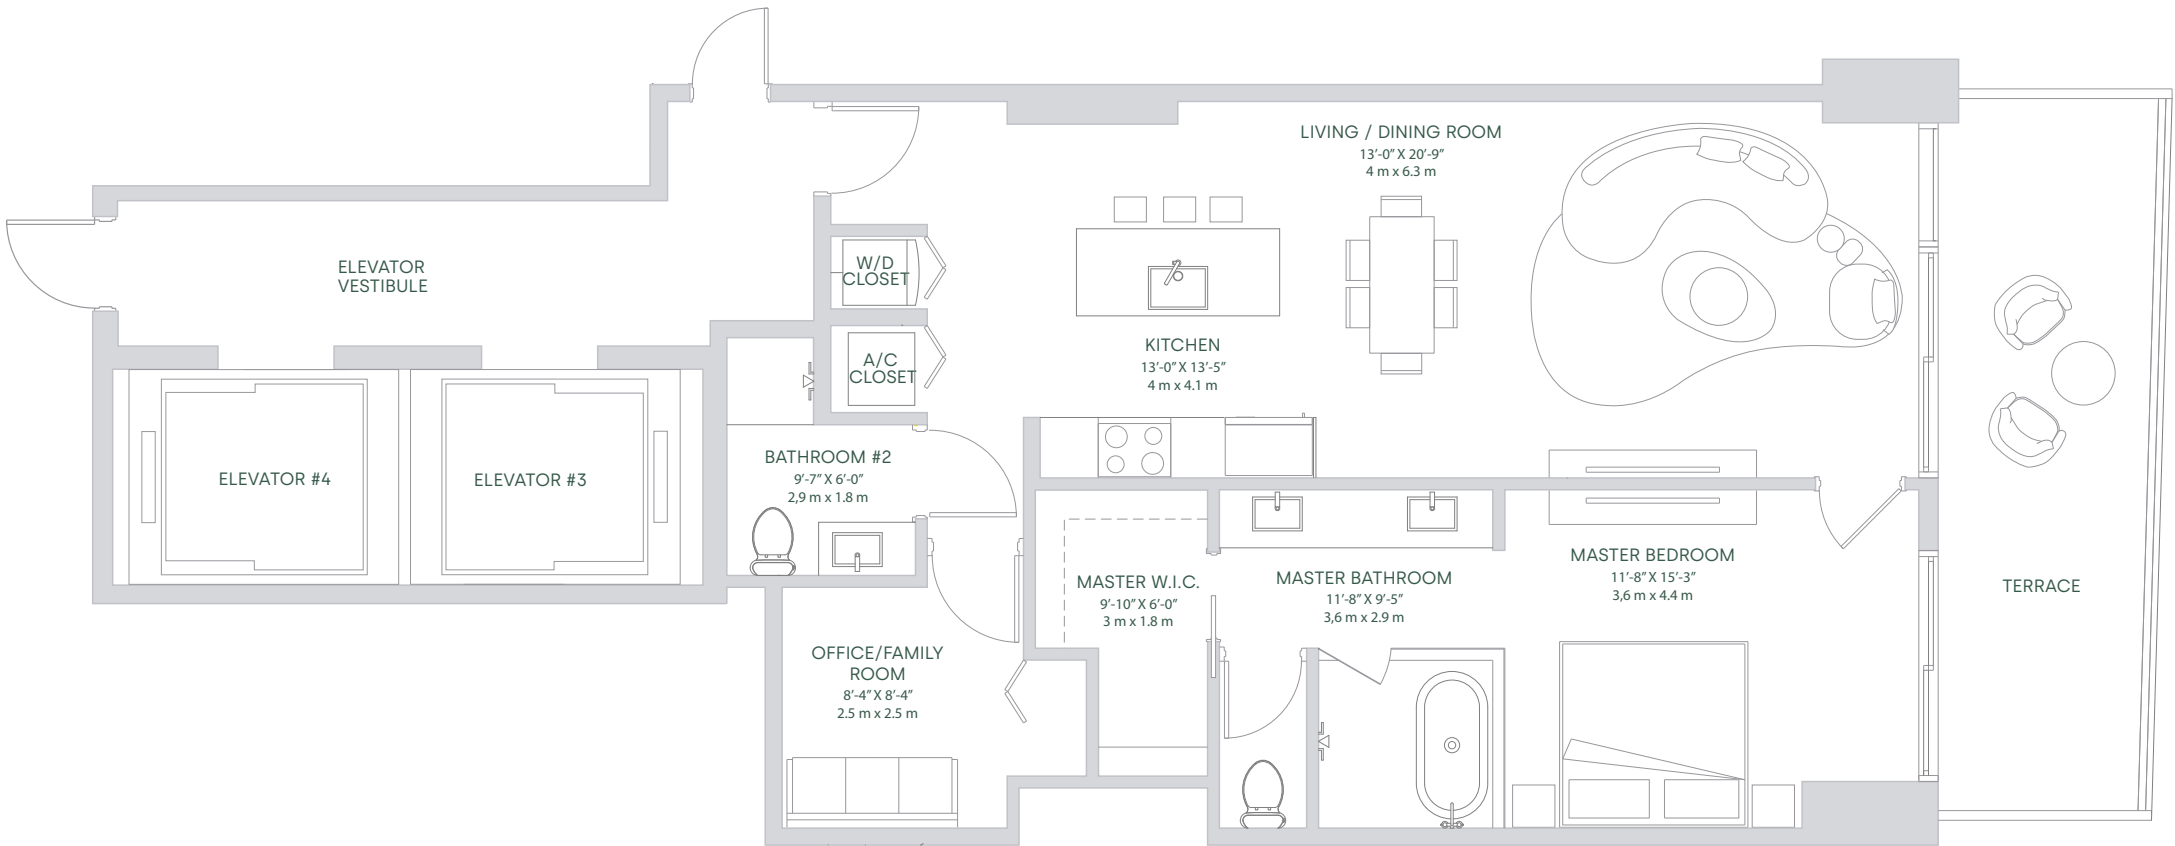 LIVING / DINING ROOM
13'-0" X 20'-9"
4 m x 6.3 m
ELEVATOR
VESTIBULE
W/D
CLOSET
A/C
CLOSET
KITCHEN
13'-0" X 13'-5"
4 m x 4.1 m
ELEVATOR #4
ELEVATOR #3
BATHROOM #2
9'-7" X 6'-0"
2,9 m x 1.8 m
MASTER W.I.C.
9'-10" X 6'-0"
3 m x 1.8 m
MASTER BATHROOM
11'-8" X 9'-5"
3,6 m x 2.9 m
MASTER BEDROOM
11'-8" X 15'-3"
3,6 m x 4.4 m
TERRACE
OFFICE/FAMILY
ROOM
8'-4" X 8'-4"
2.5 m x 2.5 m